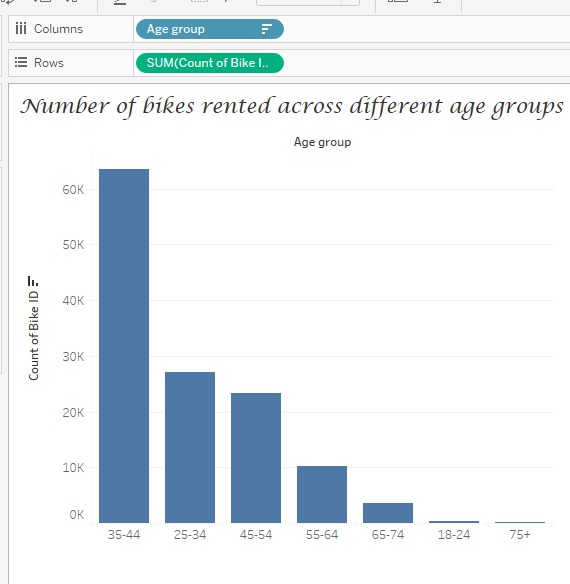 Columns
Age group
Rows
SUM(Count of Bike I..
Number of bikes rented across different age groups
Age group
Count of Bike ID
60K
50K
40K
30K
20K
10K
0K
35-44 25-34 45-54 55-64 65-74 18-24 75+